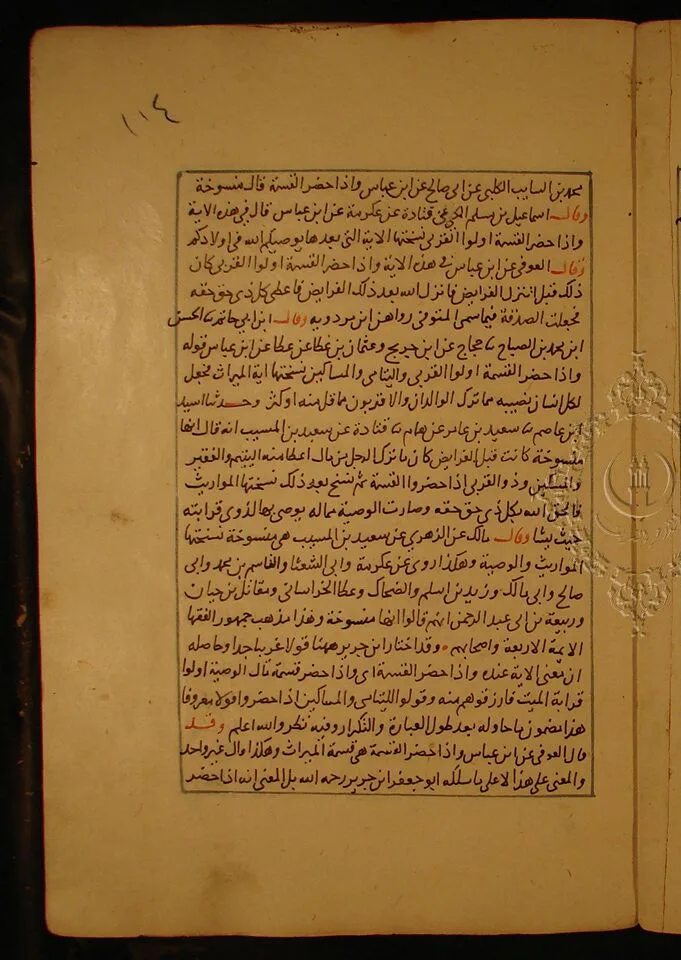 ١١٤
محمد بن السايب الكلبي عن ابي صالح عن ابن عباس واذا حضر القسمة قال منسوخة
وقال اسماعيل بن مسلم المكي عن قتادة عن عكرمة عن ابن عباس قال في هذه الاية
واذا حضر القسمة اولوا القربى نسختها الاية التي بعدها يوصيكم الله في اولادكم
وقال العوفي عن ابن عباس في هذه الاية واذا حضر القسمة اولوا القربى كان
ذلك قبل ان تنزل الفرايض فانزل الله بعد ذلك الفرايض فاعطى كل ذي حق حقه
فجعلت الصدقة فيما سمى المتوفى رواهن ابن مردويه وقال ابن ابي حاتم ثنا الحسن
ابن محمد بن الصباح ثنا حجاج عن ابن جريج وعثمان بن عطا عن عطا عن ابن عباس قوله
واذا حضر القسمة اولوا القربى واليتامى والمساكين نسختها اية الميراث فجعل
لكل انسان نصيبه مما ترك الوالدان والاقربون مما قل منه او كثر وحدثنا اسيد
ابن عاصم ثنا سعيد بن عامر عن همام ثنا قتادة عن سعيد بن المسيب انه قال انها
منسوخة كانت قبل الفرايض كان ما ترك الرجل من مال اعطا منه اليتيم والفقير
والمسكين وذو القربى اذا حضروا القسمة ثم نسخ بعد ذلك نسختها المواريث
فالحق الله بكل ذي حق حقه وصارت الوصية من ماله يوصي بها لذوي قرابته
حيث يشا وقال مالك عن الزهري عن سعيد بن المسيب هي منسوخة نسختها
المواريث والوصية وهكذا روي عن عكرمة وابي الشعثا والقاسم بن محمد وابي
صالح وابي مالك وزيد بن اسلم والضحاك وعطا الخراساني ومقاتل بن حيان
وربيعة بن ابي عبد الرحمن انهم قالوا انها منسوخة وهذا مذهب جمهور الفقها
الايمة الاربعة واصحابهم وقد اختار ابن جرير ههنا قولا غريبا جدا وحاصله
ان معنى الاية عنده واذا حضر القسمة اي واذا حضر قسمة مال الوصية اولوا
قرابة الميت فارزقوهم منه وقولوا لليتامى والمساكين اذا حضروا قولا معروفا
هذا مضمون ما حاوله بعد طول العبارة والتكرار وفيه نظر والله اعلم وقد
قال العوفي عن ابن عباس واذا حضر القسمة هي قسمة الميراث وهكذا قال غير واحد
والمعنى على هذا لا على ما سلكه ابو جعفر ابن جرير رحمه الله بل المعنى انه اذا حضر